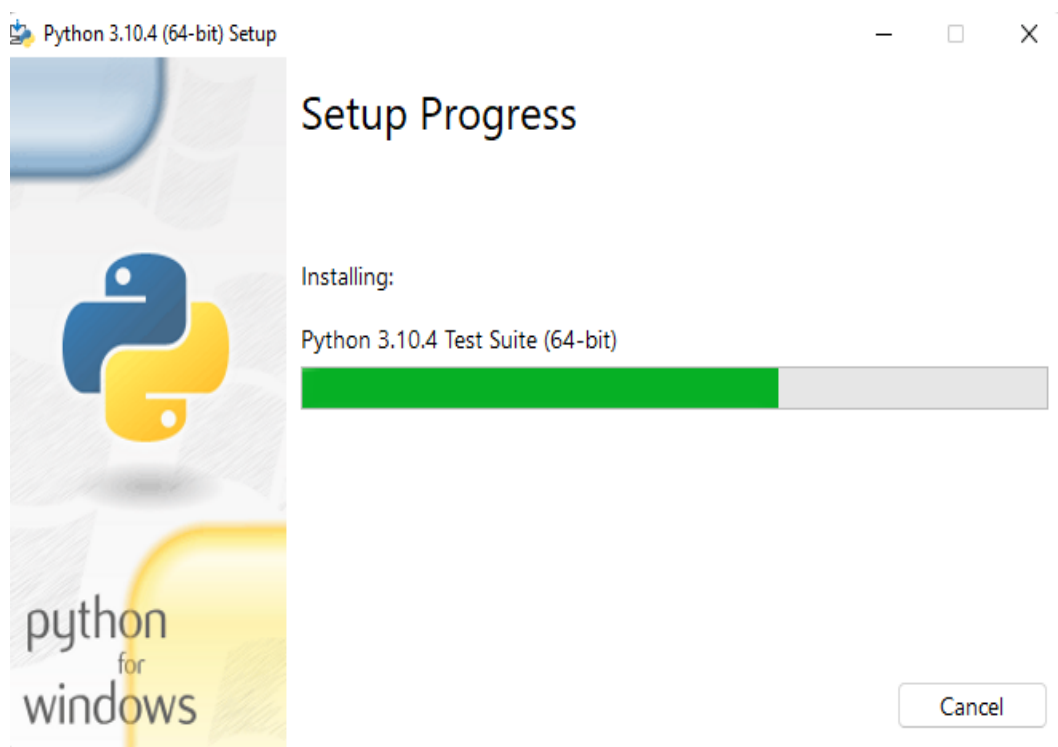 Python 3.10.4 (64-bit) Setup
Setup Progress
Installing:
Python 3.10.4 Test Suite (64-bit)
python
for
windows
Cancel